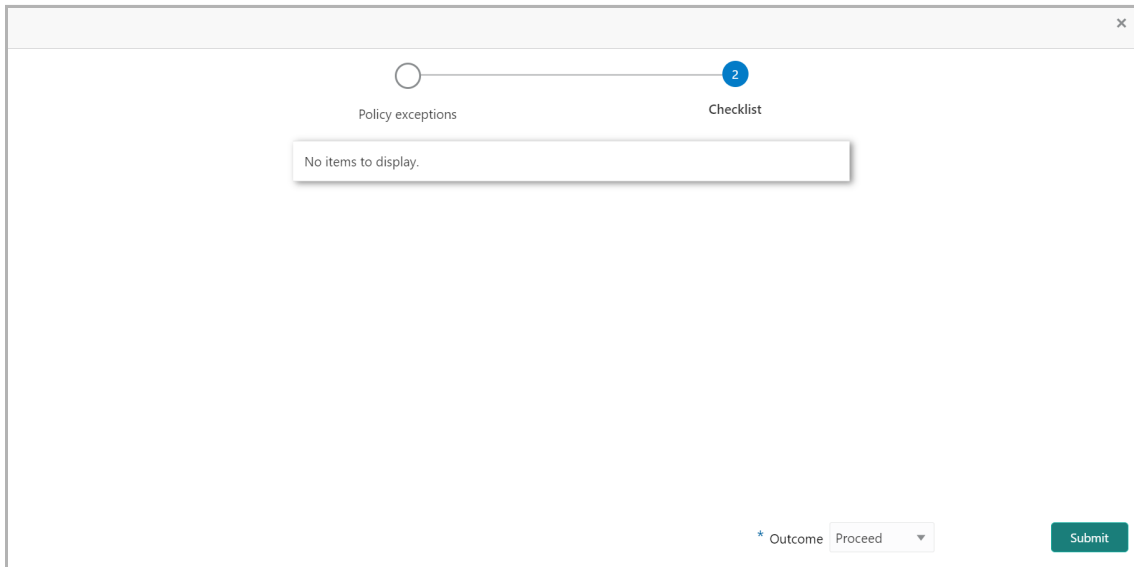 ×
2
Policy exceptions
Checklist
No items to display.
* Outcome Proceed
Submit